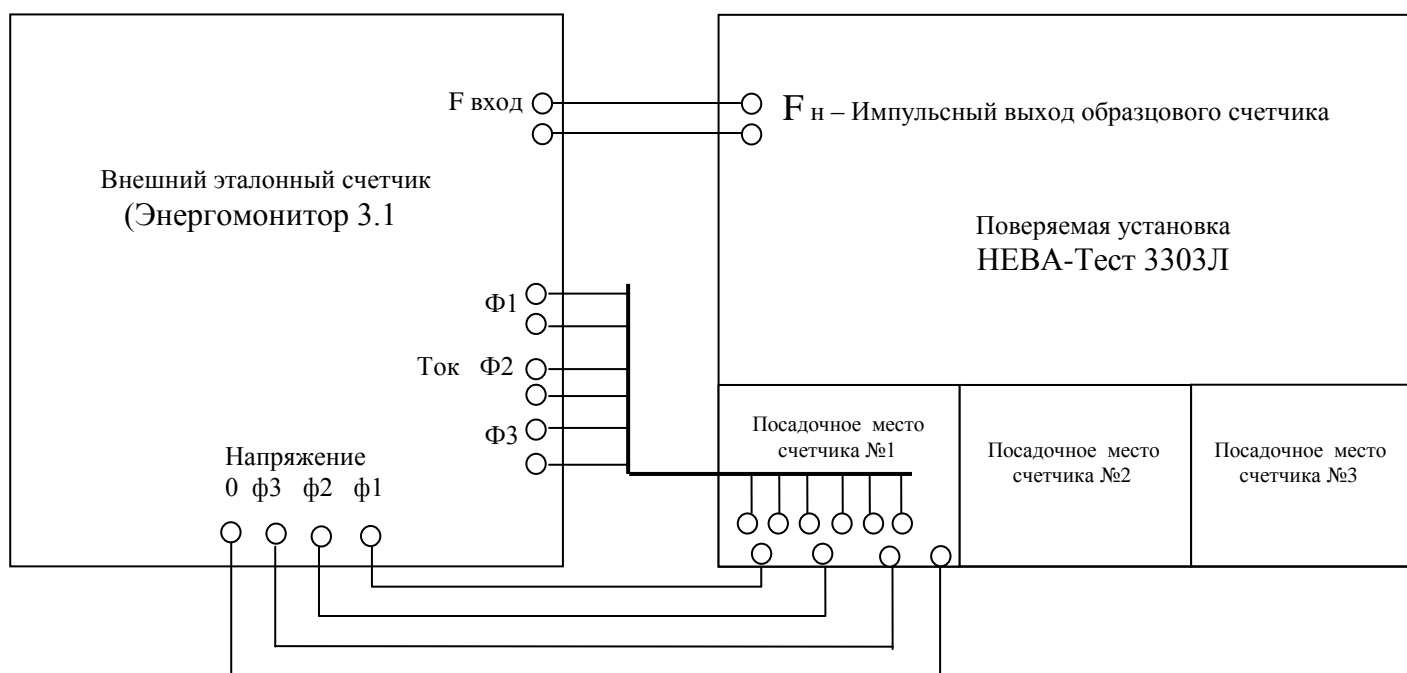 F вход
F н – Импульсный выход образцового счетчика
Внешний эталонный счетчик
(Энергомонитор 3.1
Поверяемая установка
НЕВА-Тест 3303Л
Ф1
Ток Ф2
Ф3
Напряжение
0 ф3 ф2 ф1
Посадочное место
счетчика №1
Посадочное место
счетчика №2
Посадочное место
счетчика №3